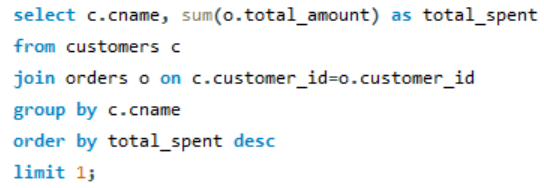 select c.cname, sum(o.total_amount) as total_spent
from customers c
join orders o on c.customer_id=o.customer_id
group by c.cname
order by total_spent desc
limit 1;